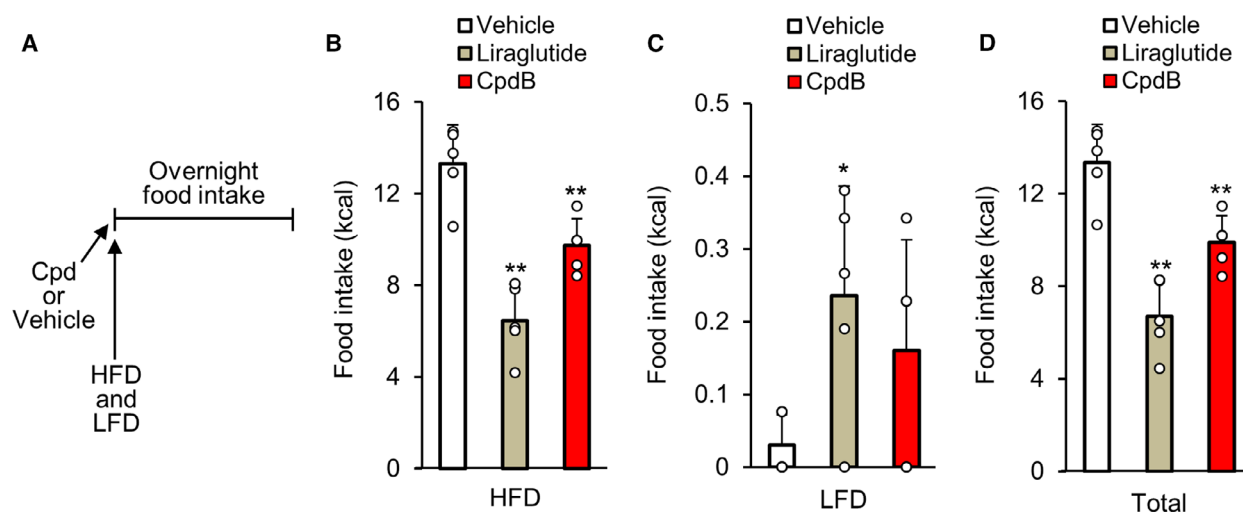 A
Overnight
food intake
Cpd
or
Vehicle
HFD
and
LFD
B
Vehicle
Liraglutide
CpdB
Food intake (kcal)
16
12
8
4
0
**
**
HFD
C
Vehicle
Liraglutide
CpdB
Food intake (kcal)
0.5
0.4
0.3
0.2
0.1
0
*
LFD
D
Vehicle
Liraglutide
CpdB
Food intake (kcal)
16
12
8
4
0
**
**
Total